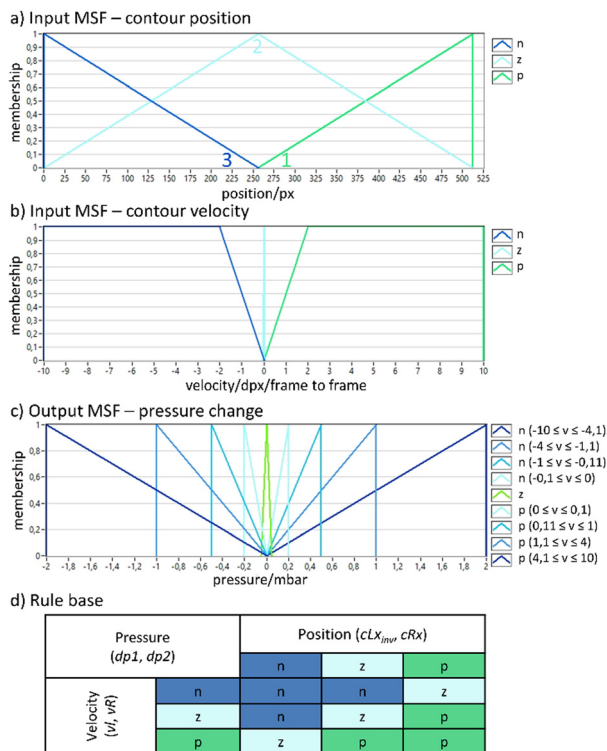 a) Input MSF – contour position
membership
1
0,9
0,8
0,7
0,6
0,5
0,4
0,3
0,2
0,1
0
2
3
1
0 25 50 75 100 125 150 175 200 225 250 275 300 325 350 375 400 425 450 475 500 525
position/px
n
z
p
b) Input MSF – contour velocity
membership
1
0,9
0,8
0,7
0,6
0,5
0,4
0,3
0,2
0,1
0
-10 -9 -8 -7 -6 -5 -4 -3 -2 -1 0 1 2 3 4 5 6 7 8 9 10
velocity/dpx/frame to frame
n
z
p
c) Output MSF – pressure change
membership
1
0,8
0,6
0,4
0,2
0
-2 -1,8 -1,6 -1,4 -1,2 -1 -0,8 -0,6 -0,4 -0,2 0 0,2 0,4 0,6 0,8 1 1,2 1,4 1,6 1,8 2
pressure/mbar
n (-10 ≤ v ≤ -4,1)
n (-4 ≤ v ≤ -1,1)
n (-1 ≤ v ≤ -0,11)
n (-0,1 ≤ v ≤ 0)
z
p (0 ≤ v ≤ 0,1)
p (0,11 ≤ v ≤ 1)
p (1,1 ≤ v ≤ 4)
p (4,1 ≤ v ≤ 10)
d) Rule base
Pressure
(dp1, dp2)
Position (cLxinv, cRx)
n z p
Velocity
(vl, vR)
n n n z
z n z p
p z p p